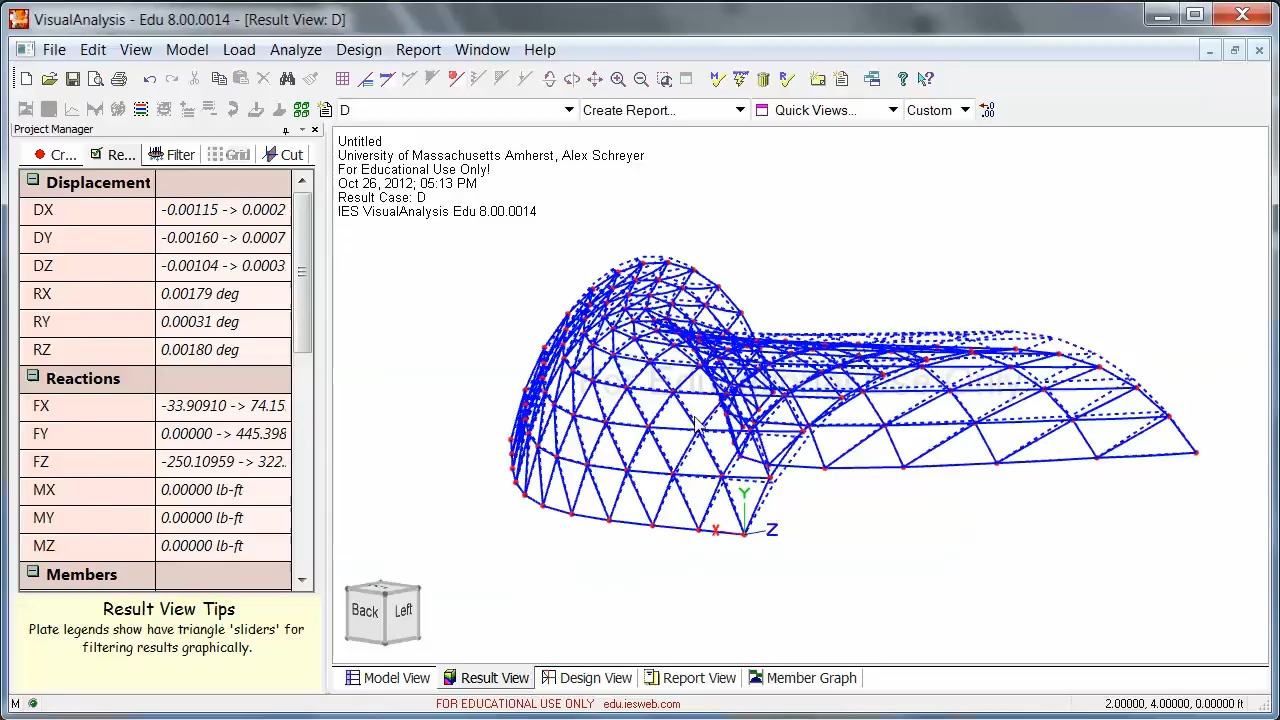 VisualAnalysis - Edu 8.00.0014 - [Result View: D]
File Edit View Model Load Analyze Design Report Window Help
D Create Report... Quick Views... Custom
Project Manager
Cr... Re... Filter Grid Cut
Displacement
DX -0.00115 -> 0.0002
DY -0.00160 -> 0.0007
DZ -0.00104 -> 0.0003
RX 0.00179 deg
RY 0.00031 deg
RZ 0.00180 deg
Reactions
FX -33.90910 -> 74.15
FY 0.00000 -> 445.398
FZ -250.10959 -> 322..
MX 0.00000 lb-ft
MY 0.00000 lb-ft
MZ 0.00000 lb-ft
Members
Result View Tips
Plate legends show have triangle 'sliders' for
filtering results graphically.
Untitled
University of Massachusetts Amherst, Alex Schreyer
For Educational Use Only!
Oct 26, 2012; 05:13 PM
Result Case: D
IES VisualAnalysis Edu 8.00.0014
Y
X Z
Back Left
Model View Result View Design View Report View Member Graph
M FOR EDUCATIONAL USE ONLY edu.iesweb.com 2.00000, 4.00000, 0.00000 ft